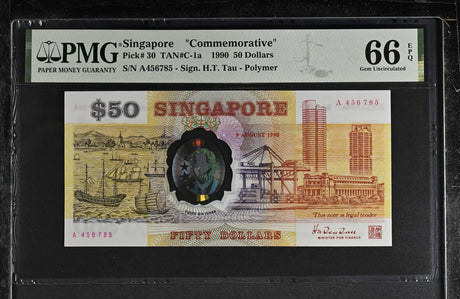 PMG
PAPER MONEY GUARANTY
Singapore "Commemorative"
Pick# 30 TAN#C-1a 1990 50 Dollars
S/N A456785 - Sign. H.T. Tau - Polymer
66 EPQ
Gem Uncirculated
$50
SINGAPORE
A 456785
9 AUGUST 1990
This note is legal tender
A 456785
FIFTY DOLLARS
MINISTER FOR FINANCE